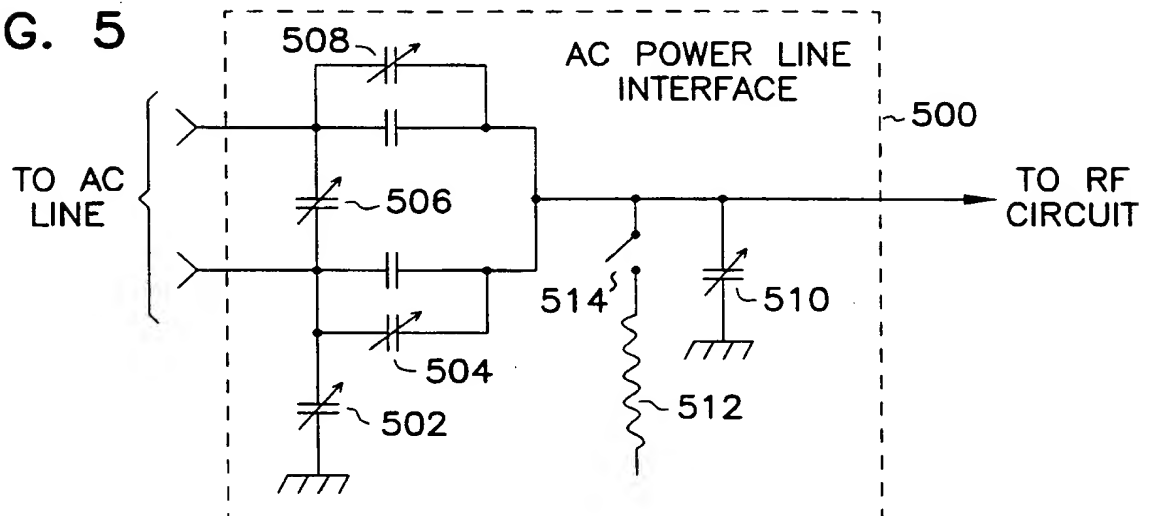 G. 5
508
AC POWER LINE
INTERFACE
500
TO AC
LINE
506
TO RF
CIRCUIT
514
510
504
512
502